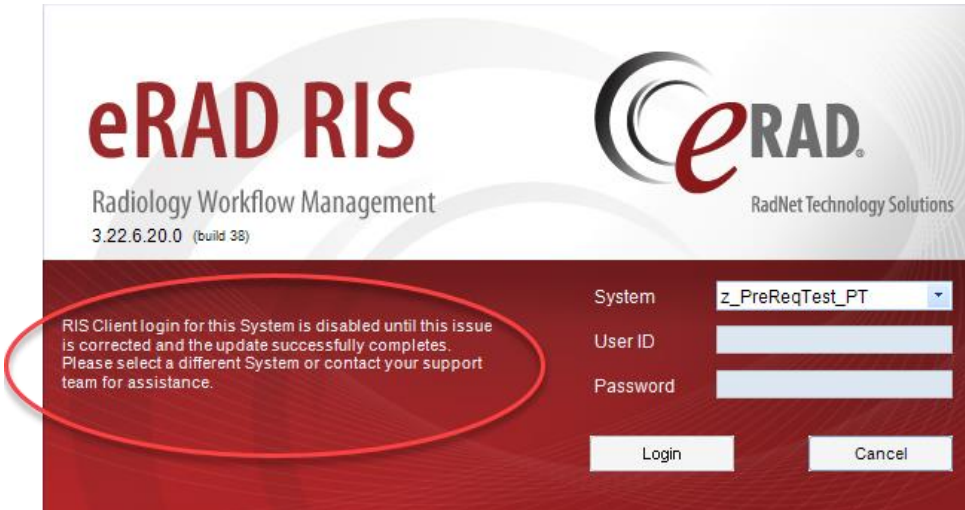 eRAD RIS
Radiology Workflow Management
3.22.6.20.0 (build 38)
eRAD®
RadNet Technology Solutions
RIS Client login for this System is disabled until this issue
is corrected and the update successfully completes.
Please select a different System or contact your support
team for assistance.
System z_PreReqTest_PT
User ID
Password
Login Cancel